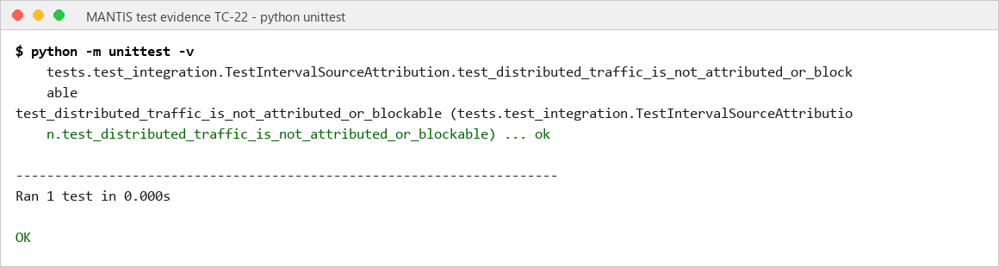 MANTIS test evidence TC-22 - python unittest
$ python -m unittest -v
tests.test_integration.TestIntervalSourceAttribution.test_distributed_traffic_is_not_attributed_or_block
able
test_distributed_traffic_is_not_attributed_or_blockable (tests.test_integration.TestIntervalSourceAttributio
n.test_distributed_traffic_is_not_attributed_or_blockable) ... ok
----------------------------------------------------------------------
Ran 1 test in 0.000s
OK